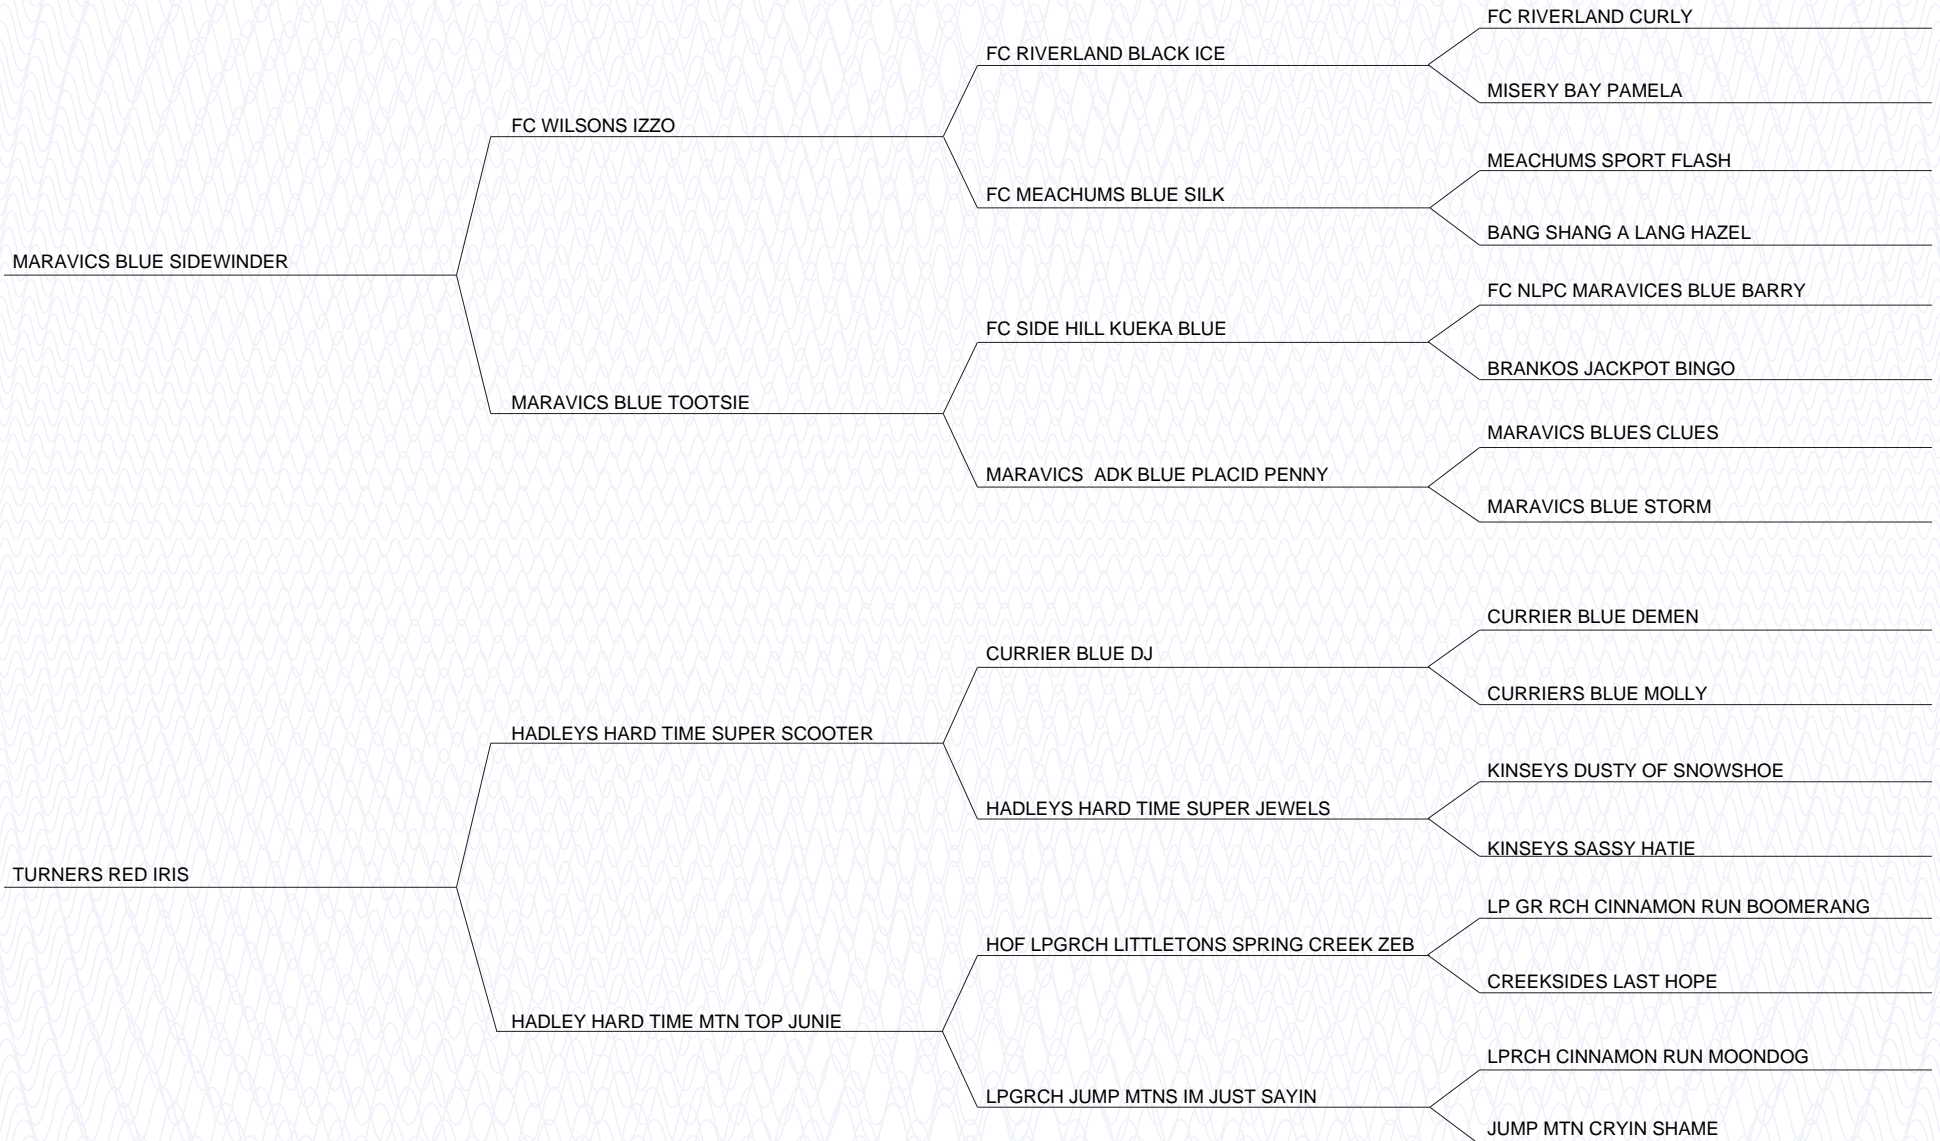 FC RIVERLAND CURLY
FC RIVERLAND BLACK ICE
MISERY BAY PAMELA
FC WILSONS IZZO
MEACHUMS SPORT FLASH
FC MEACHUMS BLUE SILK
BANG SHANG A LANG HAZEL
MARAVICS BLUE SIDEWINDER
FC NLPC MARAVICES BLUE BARRY
FC SIDE HILL KUEKA BLUE
BRANKOS JACKPOT BINGO
MARAVICS BLUE TOOTSIE
MARAVICS BLUES CLUES
MARAVICS  ADK BLUE PLACID PENNY
MARAVICS BLUE STORM
CURRIER BLUE DEMEN
CURRIER BLUE DJ
CURRIERS BLUE MOLLY
HADLEYS HARD TIME SUPER SCOOTER
KINSEYS DUSTY OF SNOWSHOE
HADLEYS HARD TIME SUPER JEWELS
KINSEYS SASSY HATIE
TURNERS RED IRIS
LP GR RCH CINNAMON RUN BOOMERANG
HOF LPGRCH LITTLETONS SPRING CREEK ZEB
CREEKSIDES LAST HOPE
HADLEY HARD TIME MTN TOP JUNIE
LPRCH CINNAMON RUN MOONDOG
LPGRCH JUMP MTNS IM JUST SAYIN
JUMP MTN CRYIN SHAME